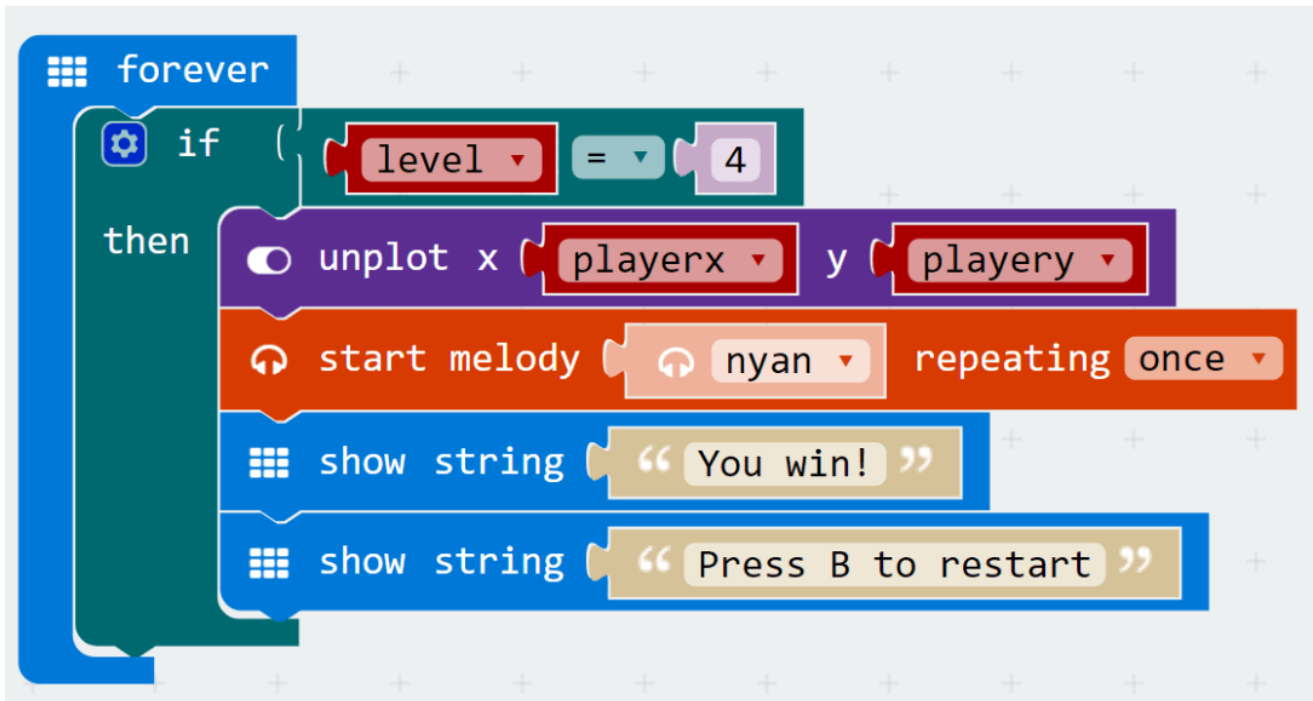 forever
if level = 4
then unplot x playerx y playery
start melody nyan repeating once
show string “ You win! ”
show string “ Press B to restart ”